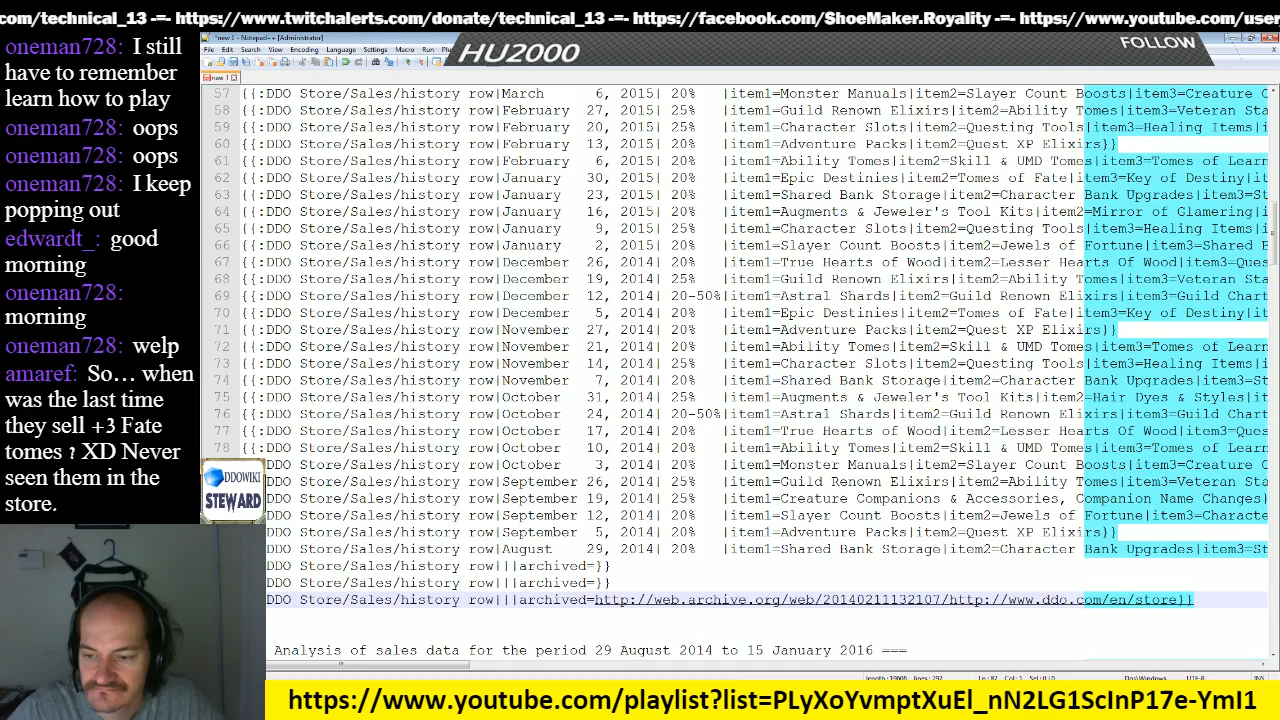 com/technical_13 -=- https://www.twitchalerts.com/donate/technical_13 -=- https://facebook.com/ShoeMaker.Royality -=- https://www.youtube.com/user
oneman728: I still
have to remember
learn how to play
oneman728: oops
oneman728: oops
oneman728: I keep
popping out
edwardt_: good
morning
oneman728:
morning
oneman728: welp
amaref: So... when
was the last time
they sell +3 Fate
tomes ? XD Never
seen them in the
store.
*new 1 - Notepad++ [Administrator]
File Edit Search View Encoding Language Settings Macro Run
HU2000
FOLLOW
new 1
57 {{:DDO Store/Sales/history row|March 6, 2015| 20% |item1=Monster Manuals|item2=Slayer Count Boosts|item3=Creature C
58 {{:DDO Store/Sales/history row|February 27, 2015| 25% |item1=Guild Renown Elixirs|item2=Ability Tomes|item3=Veteran Sta
59 {{:DDO Store/Sales/history row|February 20, 2015| 25% |item1=Character Slots|item2=Questing Tools|item3=Healing Items|i
60 {{:DDO Store/Sales/history row|February 13, 2015| 20% |item1=Adventure Packs|item2=Quest XP Elixirs}}
61 {{:DDO Store/Sales/history row|February 6, 2015| 20% |item1=Ability Tomes|item2=Skill & UMD Tomes|item3=Tomes of Learn
62 {{:DDO Store/Sales/history row|January 30, 2015| 20% |item1=Epic Destinies|item2=Tomes of Fate|item3=Key of Destiny|it
63 {{:DDO Store/Sales/history row|January 23, 2015| 20% |item1=Shared Bank Storage|item2=Character Bank Upgrades|item3=St
64 {{:DDO Store/Sales/history row|January 16, 2015| 20% |item1=Augments & Jeweler's Tool Kits|item2=Mirror of Glamering|i
65 {{:DDO Store/Sales/history row|January 9, 2015| 20% |item1=Character Slots|item2=Questing Tools|item3=Healing Items|i
66 {{:DDO Store/Sales/history row|January 2, 2015| 20% |item1=Slayer Count Boosts|item2=Jewels of Fortune|item3=Shared B
67 {{:DDO Store/Sales/history row|December 26, 2014| 20% |item1=True Hearts of Wood|item2=Lesser Hearts Of Wood|item3=Ques
68 {{:DDO Store/Sales/history row|December 19, 2014| 25% |item1=Guild Renown Elixirs|item2=Ability Tomes|item3=Veteran Sta
69 {{:DDO Store/Sales/history row|December 12, 2014| 20-50%|item1=Astral Shards|item2=Guild Renown Elixirs|item3=Guild Chart
70 {{:DDO Store/Sales/history row|December 5, 2014| 20% |item1=Epic Destinies|item2=Tomes of Fate|item3=Key of Destiny|it
71 {{:DDO Store/Sales/history row|November 27, 2014| 20% |item1=Adventure Packs|item2=Quest XP Elixirs}}
72 {{:DDO Store/Sales/history row|November 21, 2014| 20% |item1=Ability Tomes|item2=Skill & UMD Tomes|item3=Tomes of Learn
73 {{:DDO Store/Sales/history row|November 14, 2014| 25% |item1=Character Slots|item2=Questing Tools|item3=Healing Items|i
74 {{:DDO Store/Sales/history row|November 7, 2014| 20% |item1=Shared Bank Storage|item2=Character Bank Upgrades|item3=St
75 {{:DDO Store/Sales/history row|October 31, 2014| 25% |item1=Augments & Jeweler's Tool Kits|item2=Hair Dyes & Styles|it
76 {{:DDO Store/Sales/history row|October 24, 2014| 20-50%|item1=Astral Shards|item2=Guild Renown Elixirs|item3=Guild Chart
77 {{:DDO Store/Sales/history row|October 17, 2014| 20% |item1=True Hearts of Wood|item2=Lesser Hearts Of Wood|item3=Ques
78 {{:DDO Store/Sales/history row|October 10, 2014| 20% |item1=Ability Tomes|item2=Skill & UMD Tomes|item3=Tomes of Learn
DDO Store/Sales/history row|October 3, 2014| 20% |item1=Monster Manuals|item2=Slayer Count Boosts|item3=Creature C
DDO Store/Sales/history row|September 26, 2014| 25% |item1=Guild Renown Elixirs|item2=Ability Tomes|item3=Veteran Sta
DDO Store/Sales/history row|September 19, 2014| 25% |item1=Creature Companions & Accessories, Companion Name Changes}
DDO Store/Sales/history row|September 12, 2014| 20% |item1=Slayer Count Boosts|item2=Jewels of Fortune|item3=Character
DDO Store/Sales/history row|September 5, 2014| 20% |item1=Adventure Packs|item2=Quest XP Elixirs}}
DDO Store/Sales/history row|August 29, 2014| 20% |item1=Shared Bank Storage|item2=Character Bank Upgrades|item3=St
DDO Store/Sales/history row|||archived=}}
DDO Store/Sales/history row|||archived=}}
DDO Store/Sales/history row|||archived=http://web.archive.org/web/20140211132107/http://www.ddo.com/en/store}}
Analysis of sales data for the period 29 August 2014 to 15 January 2016 ===
DDOWIKI
STEWARD
https://www.youtube.com/playlist?list=PLyXoYvmptXuEl_nN2LG1ScInP17e-YmI1